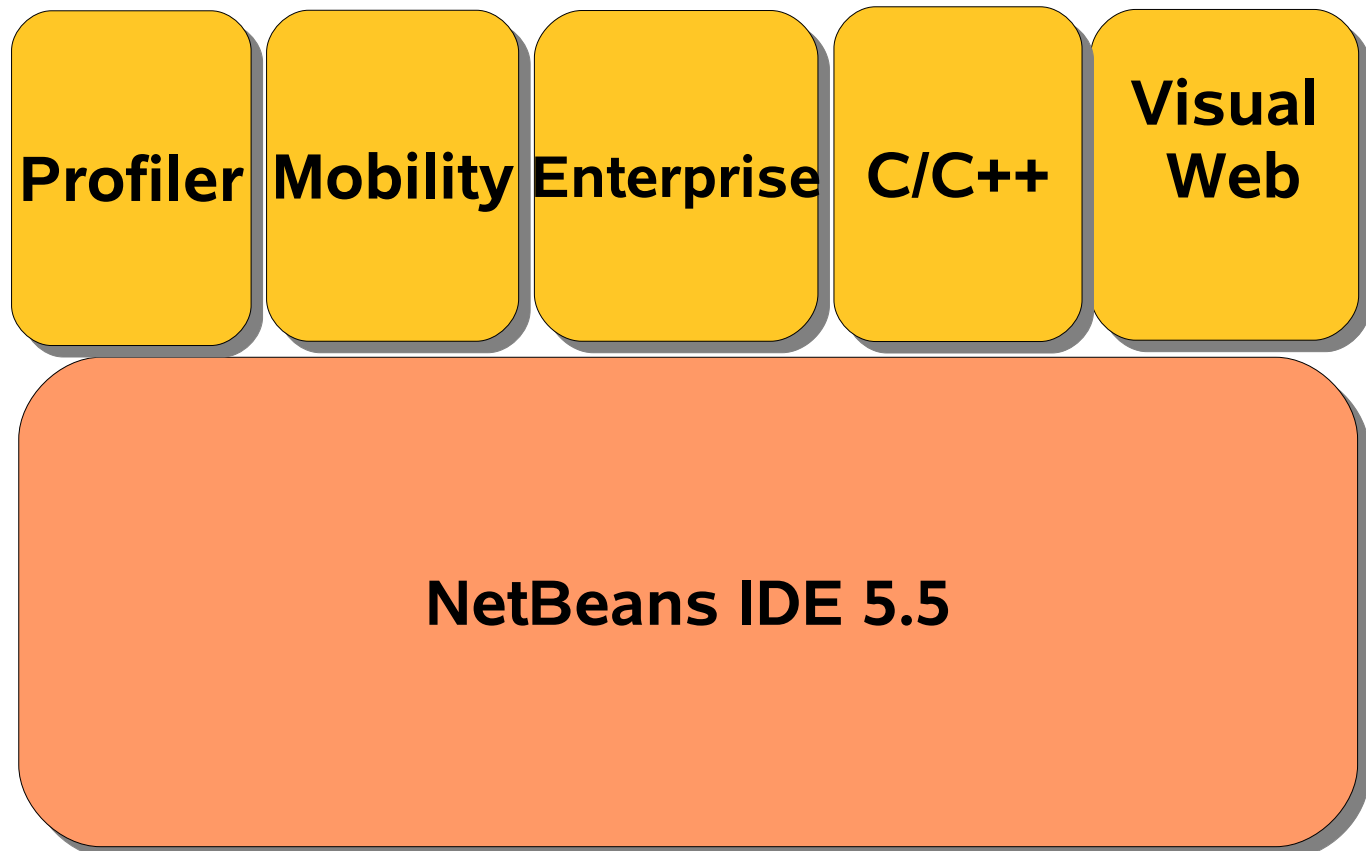 Profiler
Mobility
Enterprise
C/C++
Visual
Web
NetBeans IDE 5.5